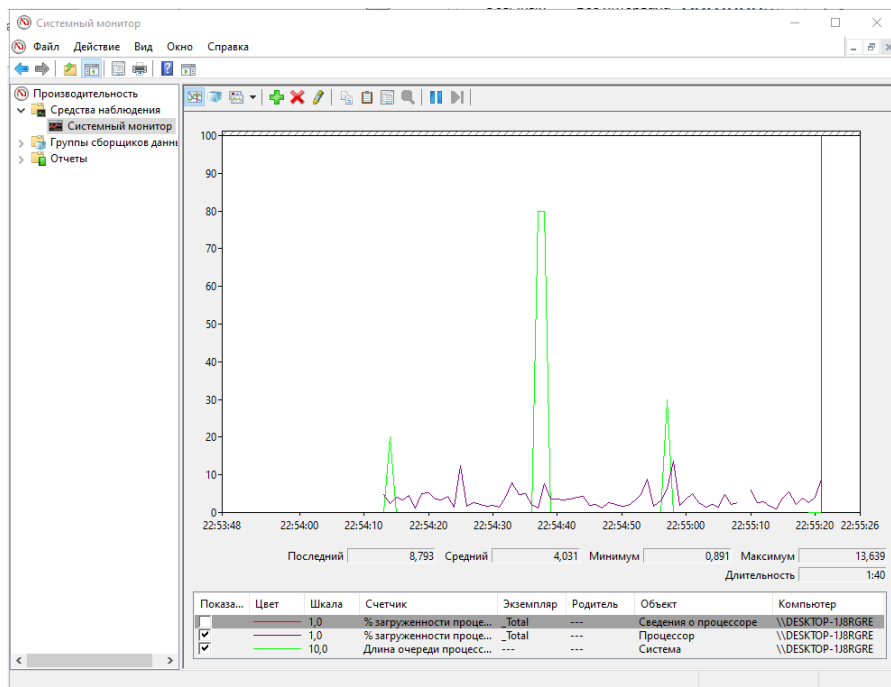 Системный монитор
Файл Действие Вид Окно Справка
Производительность
Средства наблюдения
Системный монитор
Группы сборщиков даннь
Отчеты
100
90
80
70
60
50
40
30
20
10
0
22:53:48 22:54:00 22:54:10 22:54:20 22:54:30 22:54:40 22:54:50 22:55:00 22:55:10 22:55:20 22:55:26
Последний 8,793 Средний 4,031 Минимум 0,891 Максимум 13,639
Длительность 1:40
Показа... Цвет Шкала Счетчик Экземпляр Родитель Объект Компьютер
1,0 % загруженности проце... _Total --- Сведения о процессоре \\DESKTOP-1J8RGRE
1,0 % загруженности проце... _Total --- Процессор \\DESKTOP-1J8RGRE
10,0 Длина очереди процесс... --- --- Система \\DESKTOP-1J8RGRE